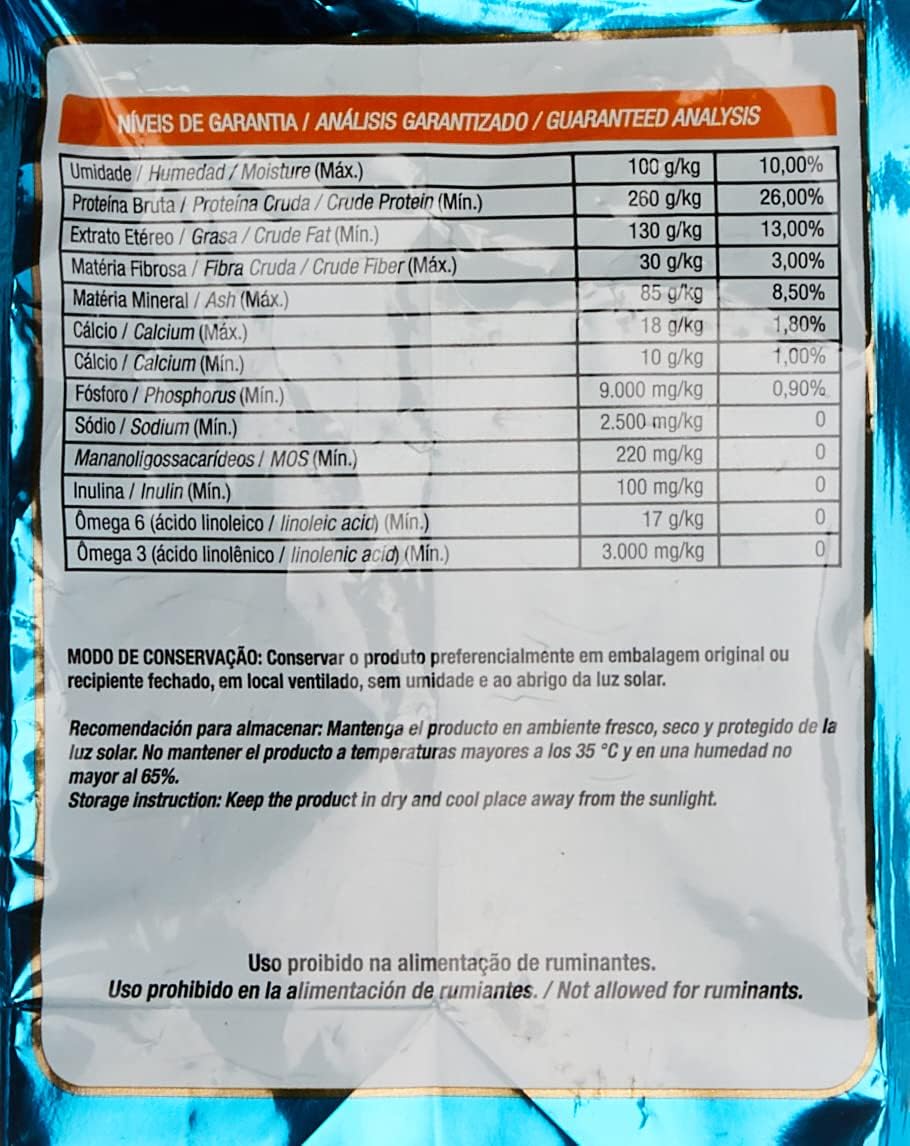 NÍVEIS DE GARANTIA / ANÁLISIS GARANTIZADO / GUARANTEED ANALYSIS
Umidade / Humedad / Moisture (Máx.) 100 g/kg 10,00%
Proteína Bruta / Proteína Cruda / Crude Protein (Mín.) 260 g/kg 26,00%
Extrato Etéreo / Grasa / Crude Fat (Mín.) 130 g/kg 13,00%
Matéria Fibrosa / Fibra Cruda / Crude Fiber (Máx.) 30 g/kg 3,00%
Matéria Mineral / Ash (Máx.) 85 g/kg 8,50%
Cálcio / Calcium (Máx.) 18 g/kg 1,80%
Cálcio / Calcium (Mín.) 10 g/kg 1,00%
Fósforo / Phosphorus (Mín.) 9.000 mg/kg 0,90%
Sódio / Sodium (Mín.) 2.500 mg/kg 0
Mananoligossacarídeos / MOS (Mín.) 220 mg/kg 0
Inulina / Inulin (Mín.) 100 mg/kg 0
Ômega 6 (ácido linoleico / linoleic acid) (Mín.) 17 g/kg 0
Ômega 3 (ácido linolênico / linolenic acid) (Mín.) 3.000 mg/kg 0
MODO DE CONSERVAÇÃO: Conservar o produto preferencialmente em embalagem original ou
recipiente fechado, em local ventilado, sem umidade e ao abrigo da luz solar.
Recomendación para almacenar: Mantenga el producto en ambiente fresco, seco y protegido de la
luz solar. No mantener el producto a temperaturas mayores a los 35 °C y en una humedad no
mayor al 65%.
Storage instruction: Keep the product in dry and cool place away from the sunlight.
Uso proibido na alimentação de ruminantes.
Uso prohibido en la alimentación de rumiantes. / Not allowed for ruminants.